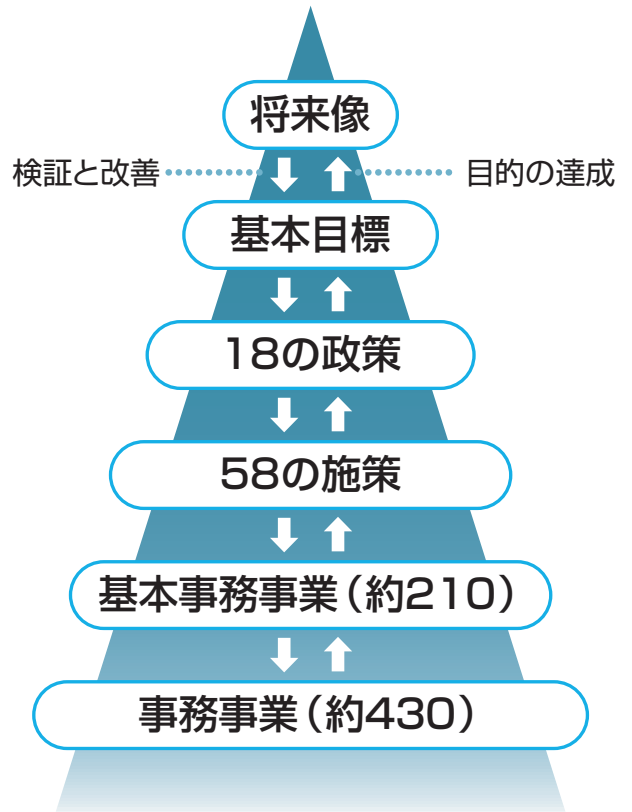 将来像
検証と改善
目的の達成
基本目標
18の政策
58の施策
基本事務事業（約210）
事務事業（約430）